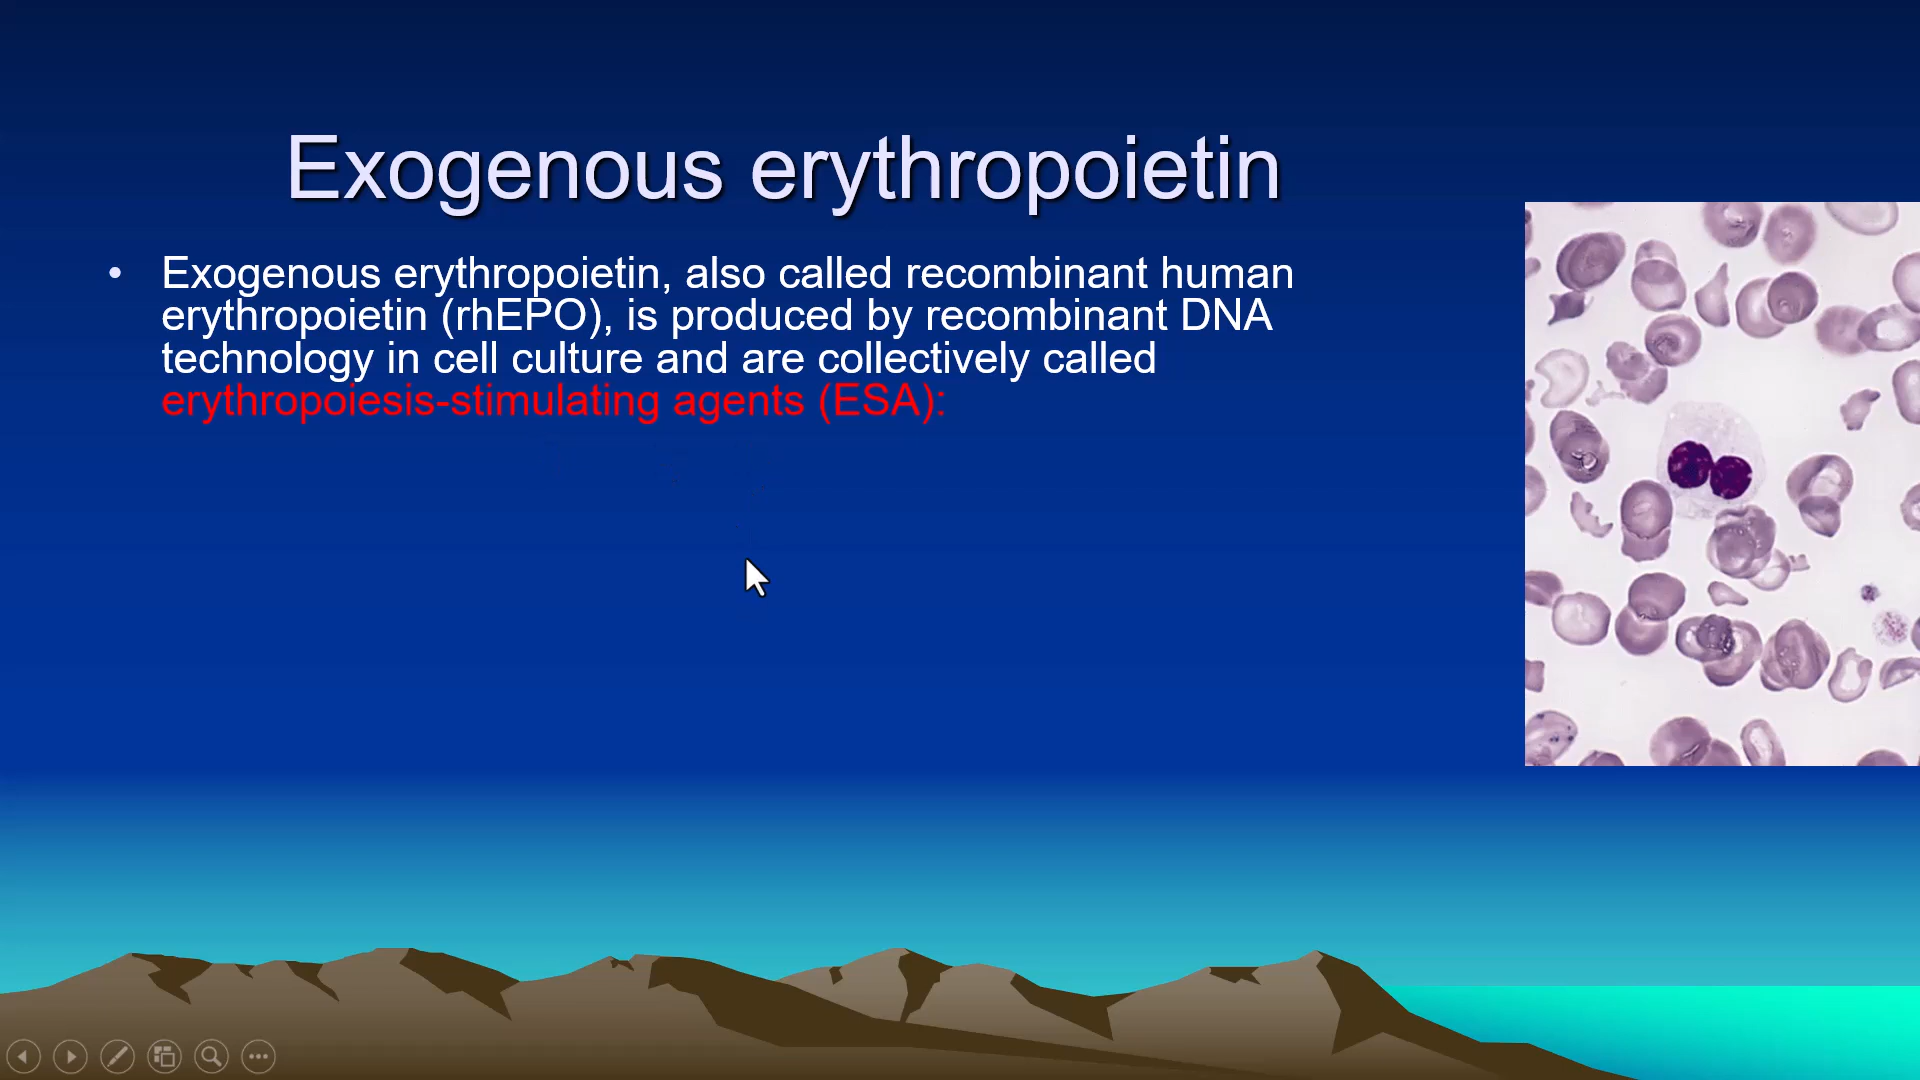 Exogenous erythropoietin
• Exogenous erythropoietin, also called recombinant human
erythropoietin (rhEPO), is produced by recombinant DNA
technology in cell culture and are collectively called
erythropoiesis-stimulating agents (ESA):